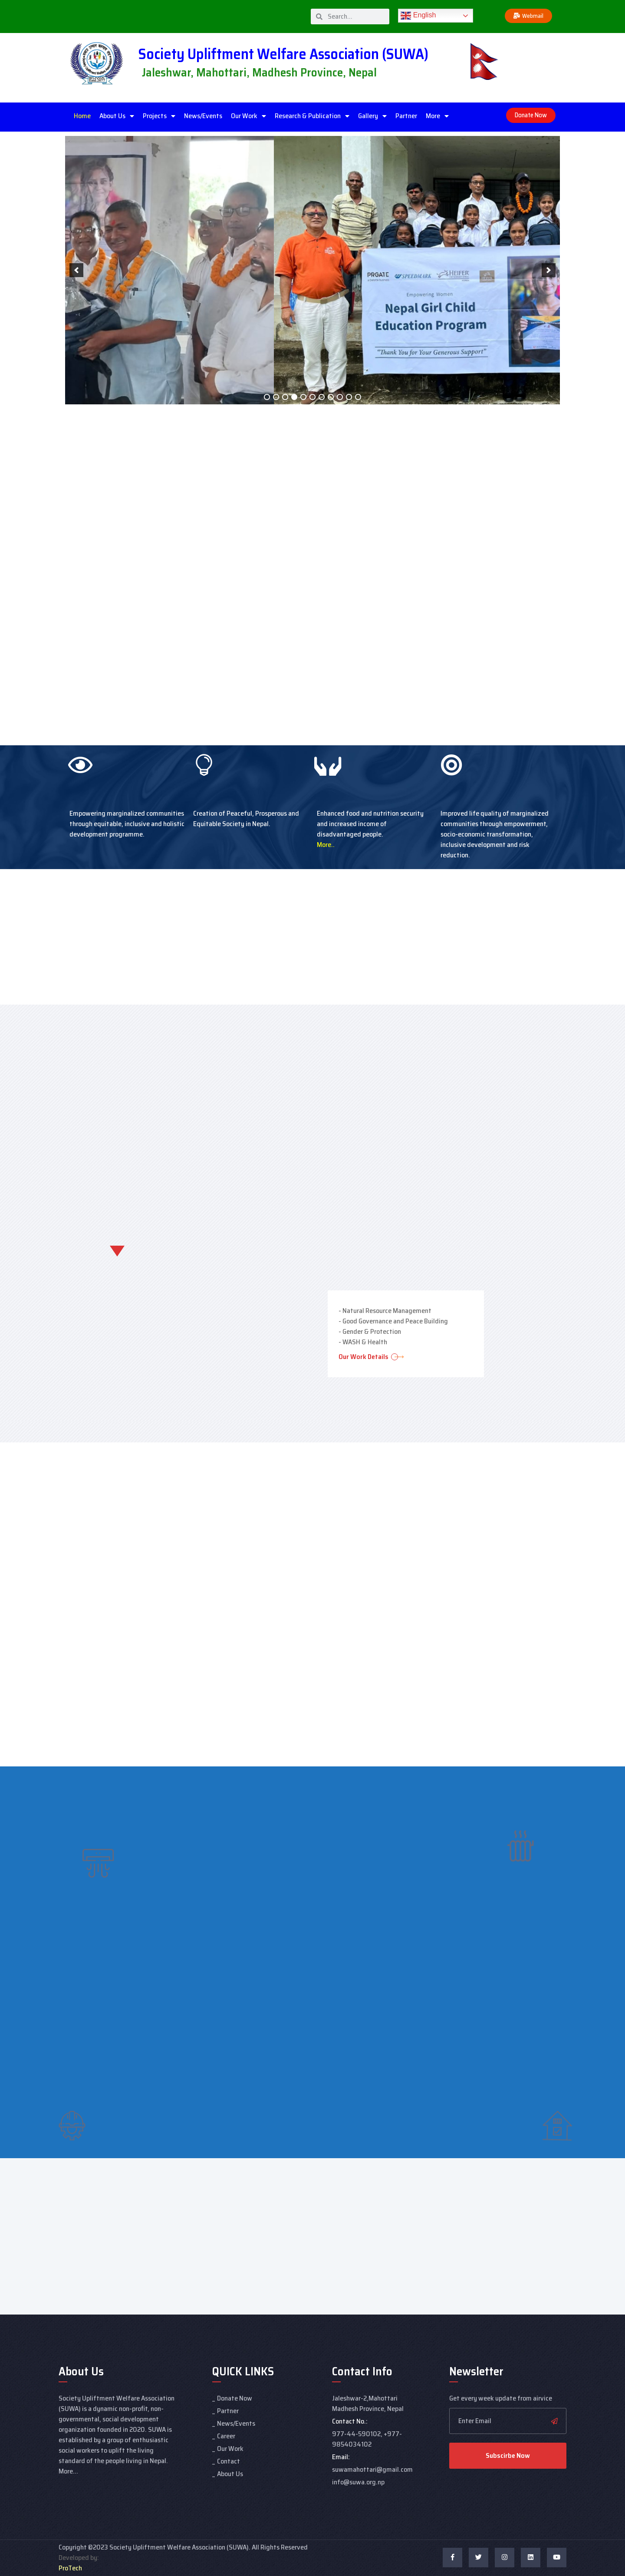 Search...
English
Webmail
Society Upliftment Welfare Association (SUWA)
Jaleshwar, Mahottari, Madhesh Province, Nepal
Home About Us Projects News/Events Our Work Research & Publication Gallery Partner More
Donate Now
PRGATE SPEEDMARK HEIFER
Empowering Women
Nepal Girl Child
Education Program
"Thank You for Your Generous Support"
Empowering marginalized communities
through equitable, inclusive and holistic
development programme.
Creation of Peaceful, Prosperous and
Equitable Society in Nepal.
Enhanced food and nutrition security
and increased income of
disadvantaged people.
More..
Improved life quality of marginalized
communities through empowerment,
socio-economic transformation,
inclusive development and risk
reduction.
- Natural Resource Management
- Good Governance and Peace Building
- Gender & Protection
- WASH & Health
Our Work Details
About Us
Society Upliftment Welfare Association
(SUWA) is a dynamic non-profit, non-
governmental, social development
organization founded in 2020. SUWA is
established by a group of enthusiastic
social workers to uplift the living
standard of the people living in Nepal.
More...
QUICK LINKS
_ Donate Now
_ Partner
_ News/Events
_ Career
_ Our Work
_ Contact
_ About Us
Contact Info
Jaleshwar-2,Mahottari
Madhesh Province, Nepal
Contact No.:
977-44-590102, +977-
9854034102
Email:
suwamahottari@gmail.com
info@suwa.org.np
Newsletter
Get every week update from airvice
Enter Email
Subscirbe Now
Copyright ©2023 Society Upliftment Welfare Association (SUWA). All Rights Reserved
Developed by
ProTech